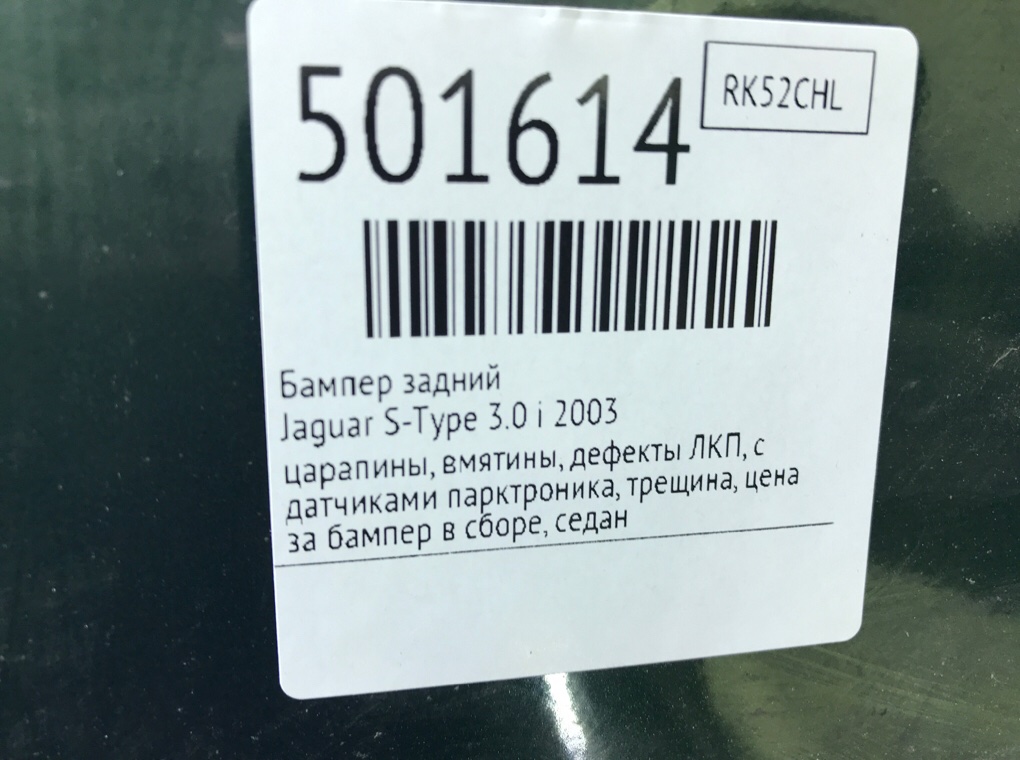 501614
RK52CHL
Бампер задний
Jaguar S-Type 3.0 i 2003
царапины, вмятины, дефекты ЛКП, с
датчиками парктроника, трещина, цена
за бампер в сборе, седан